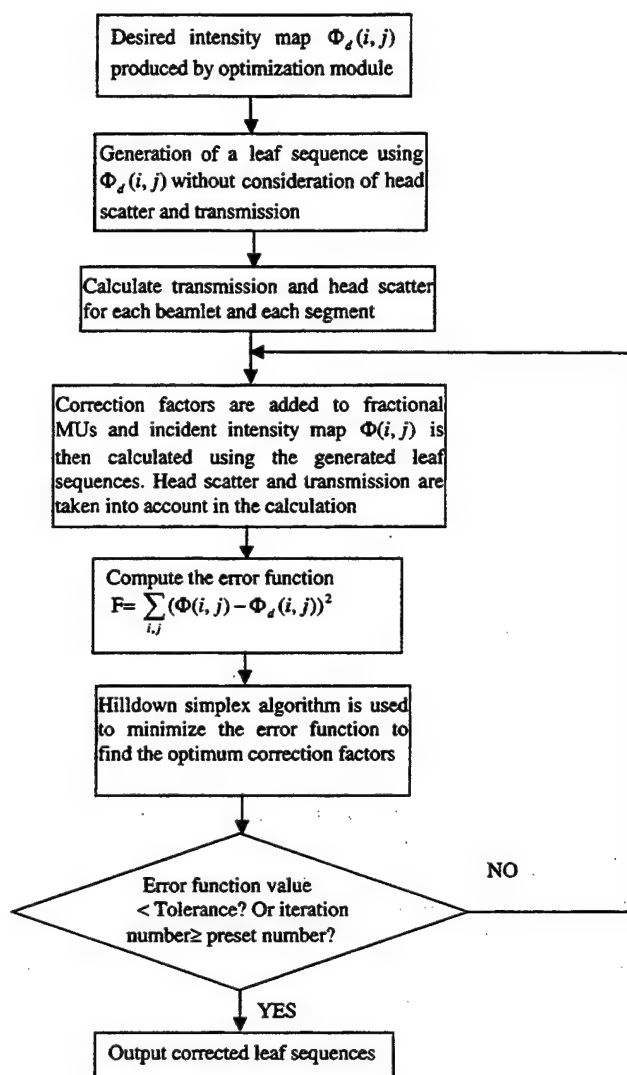 Desired intensity map Φ_d(i, j)
produced by optimization module
Generation of a leaf sequence using
Φ_d(i, j) without consideration of head
scatter and transmission
Calculate transmission and head scatter
for each beamlet and each segment
Correction factors are added to fractional
MUs and incident intensity map Φ(i, j) is
then calculated using the generated leaf
sequences. Head scatter and transmission are
taken into account in the calculation
Compute the error function
F= ∑_{i,j} (Φ(i, j) − Φ_d(i, j))²
Hilldown simplex algorithm is used
to minimize the error function to
find the optimum correction factors
Error function value
< Tolerance? Or iteration
number≥ preset number?
NO
YES
Output corrected leaf sequences